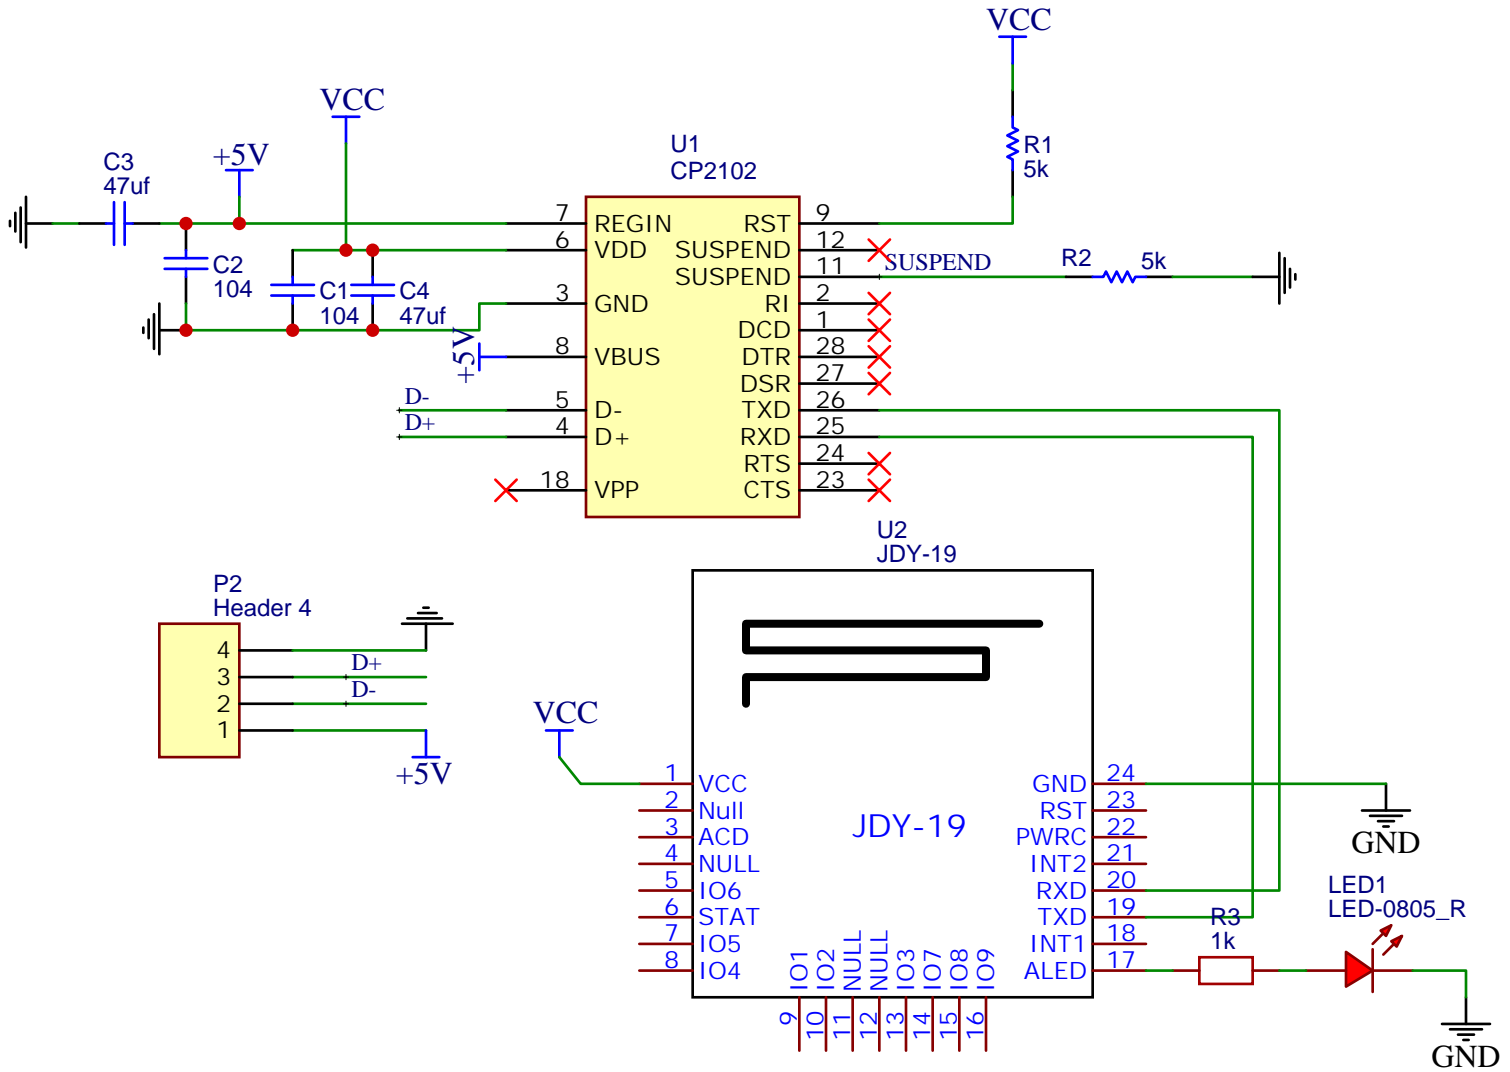 VCC
VCC
C3
47uf
+5V
U1
CP2102
R1
5k
7 REGIN RST 9
6 VDD SUSPEND 12
SUSPEND 11 SUSPEND
R2 5k
C2
104
C1
104
C4
47uf
3 GND RI 2
DCD 1
+5V
8 VBUS DTR 28
DSR 27
D- 5 D- TXD 26
D+ 4 D+ RXD 25
RTS 24
18 VPP CTS 23
U2
JDY-19
P2
Header 4
4
3 D+
2 D-
1
+5V
VCC
JDY-19
1 VCC GND 24
2 Null RST 23
3 ACD PWRC 22
4 NULL INT2 21
5 IO6 RXD 20
6 STAT TXD 19
7 IO5 INT1 18
8 IO4 ALED 17
IO1 IO2 NULL NULL IO3 IO7 IO8 IO9
9 10 11 12 13 14 15 16
GND
R3
1k
LED1
LED-0805_R
GND